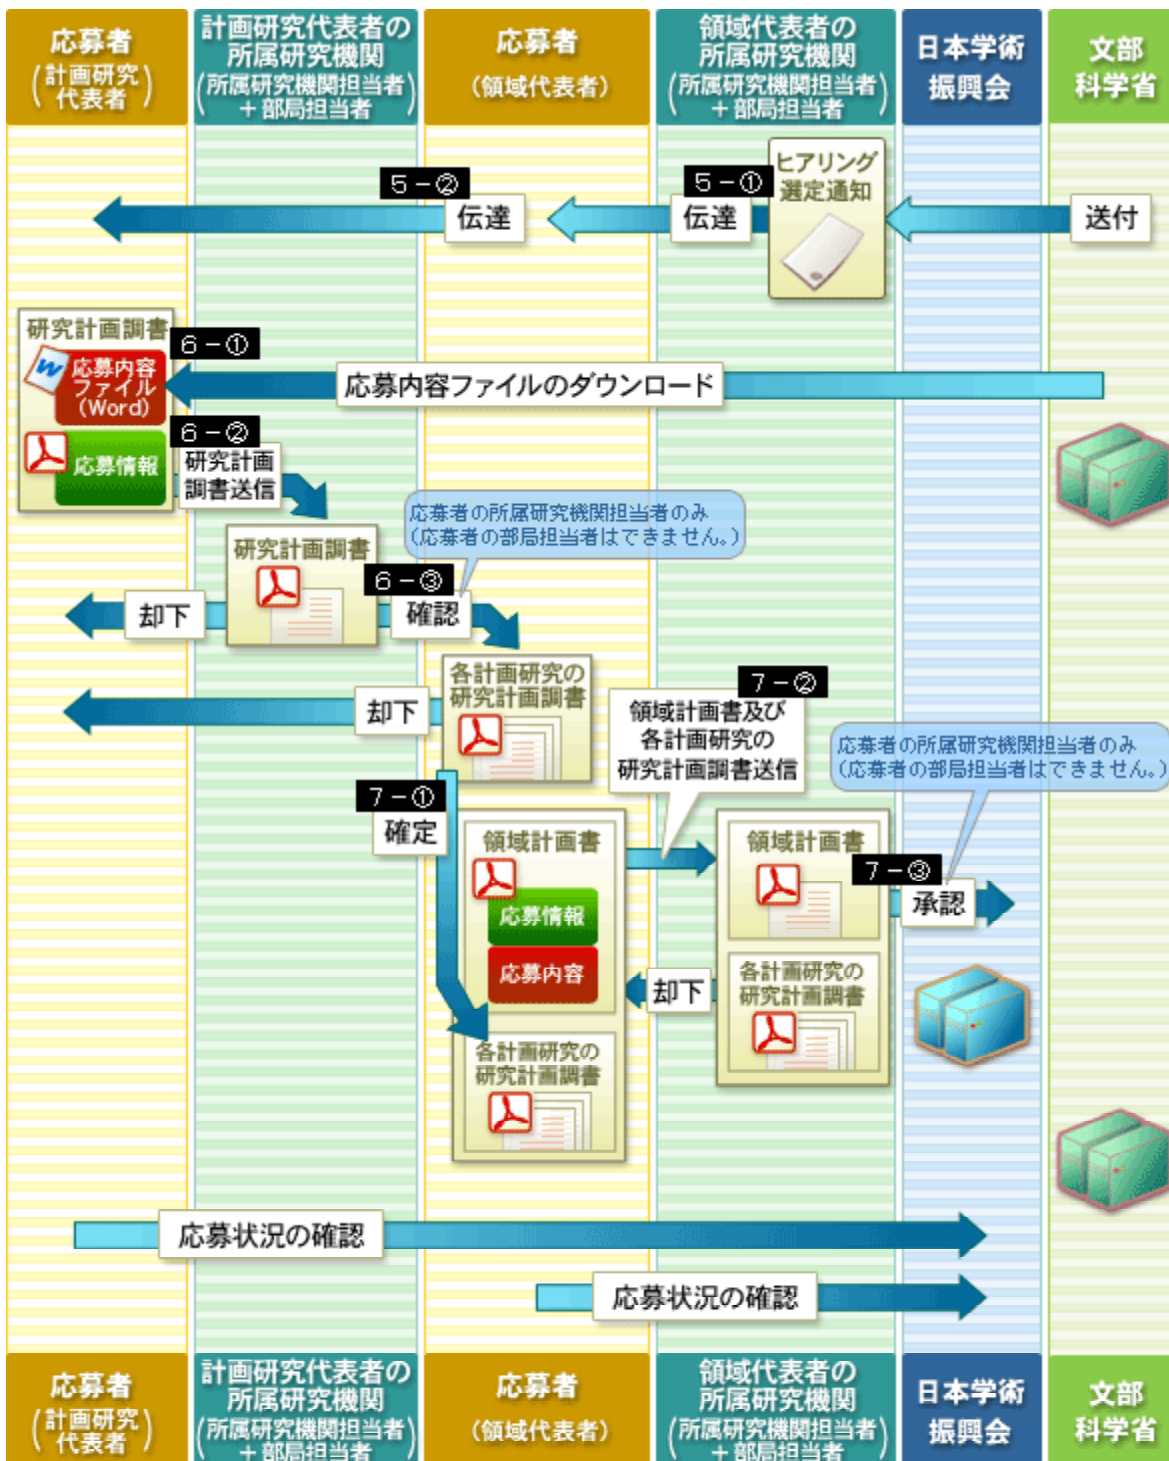 応募者
(計画研究
代表者)
計画研究代表者の
所属研究機関
(所属研究機関担当者
+部局担当者)
応募者
(領域代表者)
領域代表者の
所属研究機関
(所属研究機関担当者
+部局担当者)
日本学術
振興会
文部
科学省
ヒアリング
選定通知
5-②
伝達
5-①
伝達
送付
研究計画調書
応募内容
ファイル
(Word)
応募情報
6-①
応募内容ファイルのダウンロード
6-②
研究計画
調書送信
応募者の所属研究機関担当者のみ
(応募者の部局担当者はできません。)
研究計画調書
却下
6-③
確認
各計画研究の
研究計画調書
却下
7-②
領域計画書及び
各計画研究の
研究計画調書送信
応募者の所属研究機関担当者のみ
(応募者の部局担当者はできません。)
7-①
確定
領域計画書
応募情報
応募内容
各計画研究の
研究計画調書
領域計画書
7-③
承認
却下
各計画研究の
研究計画調書
応募状況の確認
応募状況の確認
応募者
(計画研究
代表者)
計画研究代表者の
所属研究機関
(所属研究機関担当者
+部局担当者)
応募者
(領域代表者)
領域代表者の
所属研究機関
(所属研究機関担当者
+部局担当者)
日本学術
振興会
文部
科学省